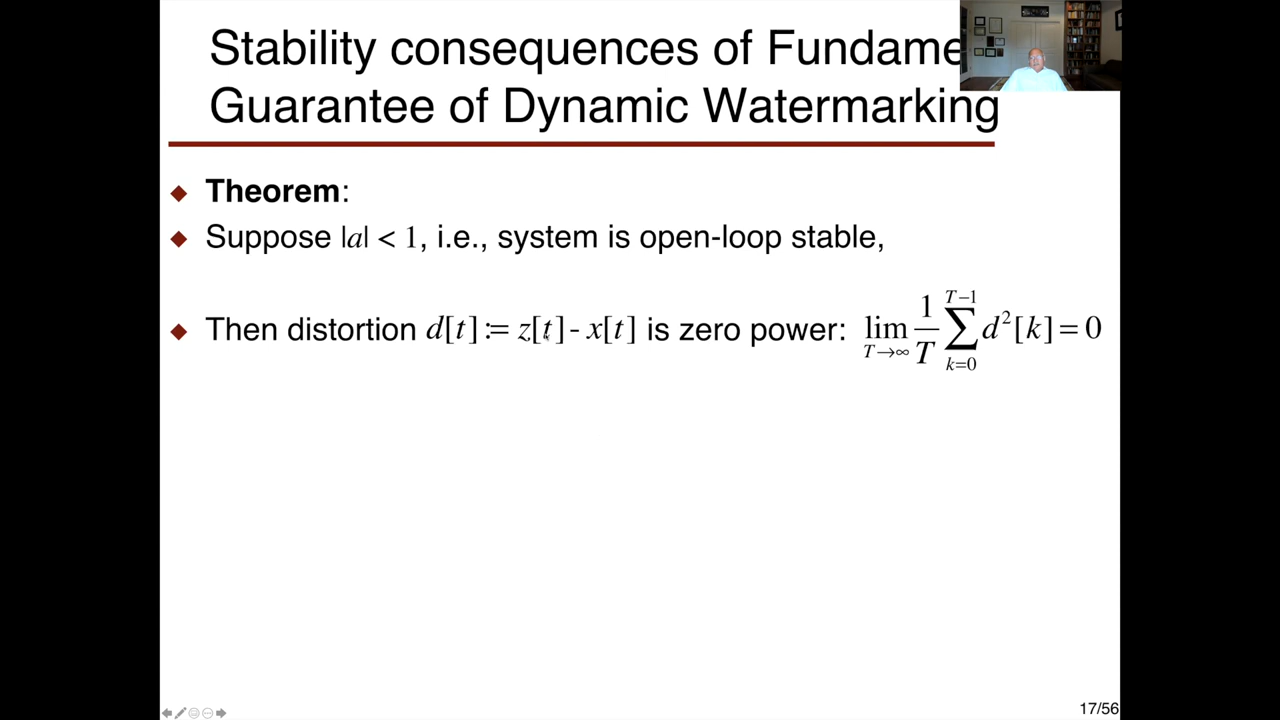 Stability consequences of Fundame
Guarantee of Dynamic Watermarking
◆ Theorem:
◆ Suppose |a| < 1, i.e., system is open-loop stable,
◆ Then distortion d[t] := z[t] - x[t] is zero power: lim_{T→∞} 1/T ∑_{k=0}^{T−1} d²[k] = 0
17/56